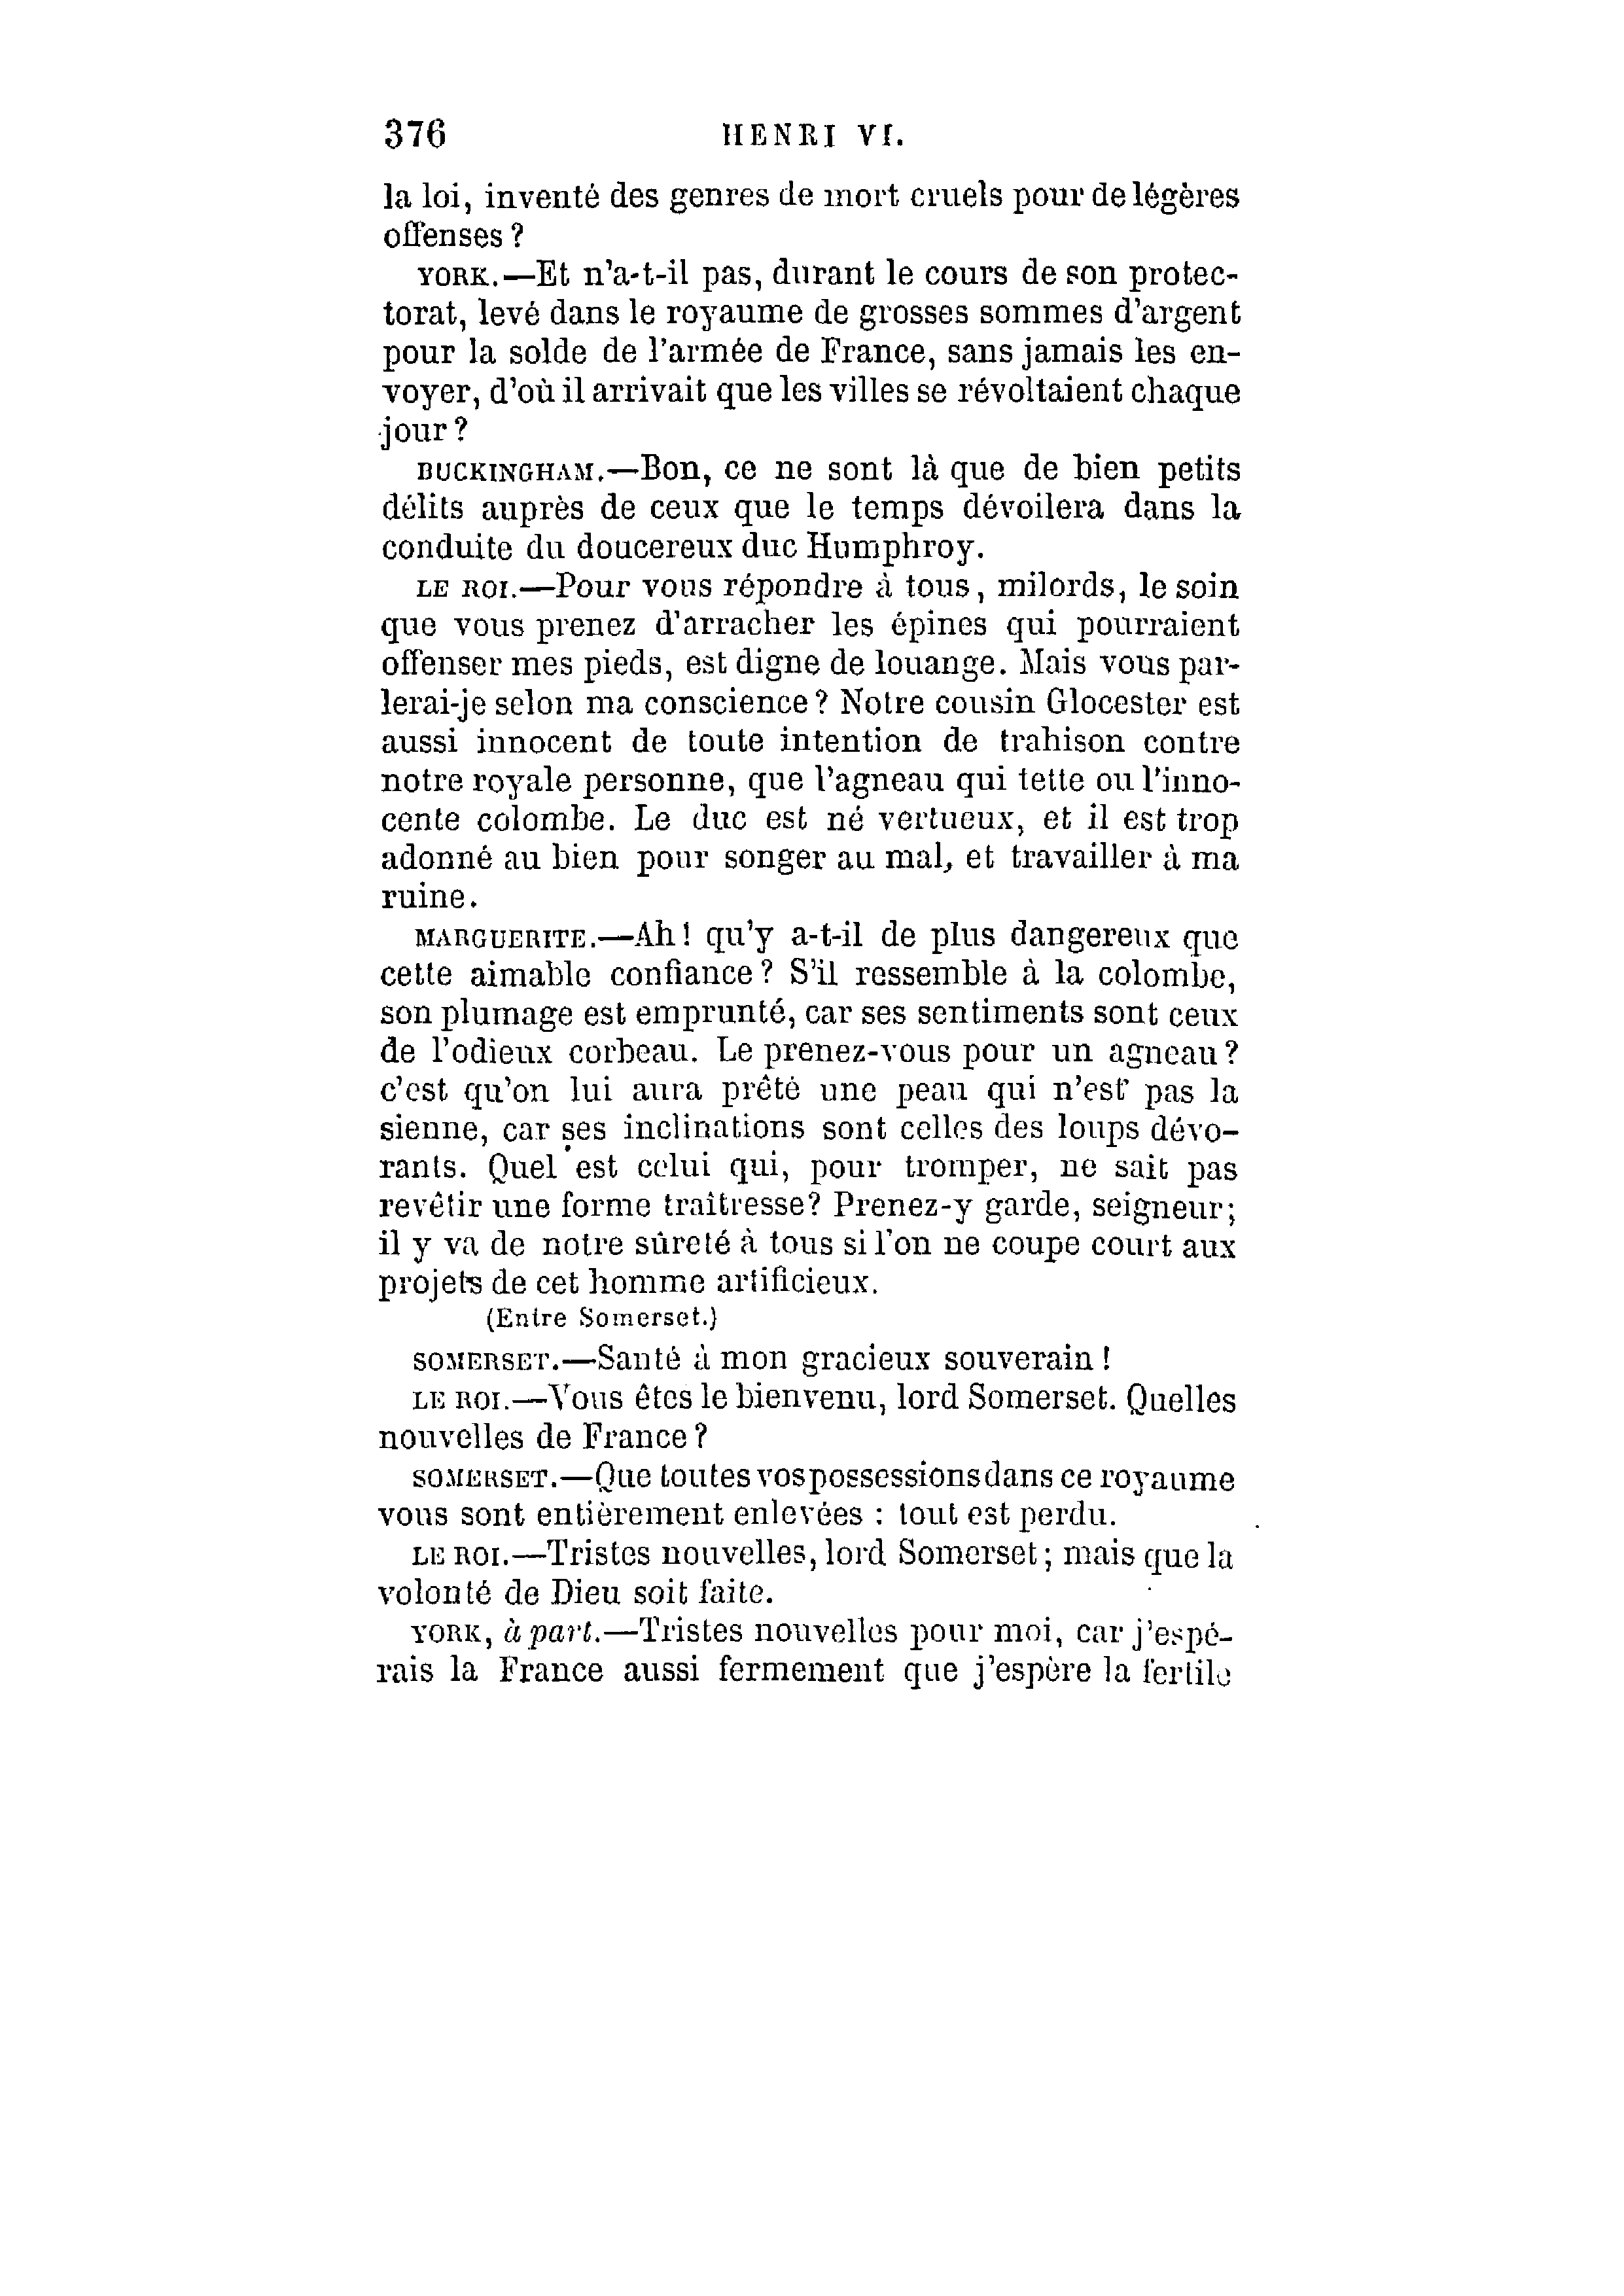 376 HENRI VI.
la loi, inventé des genres de mort cruels pour de légères
offenses ?
YORK.—Et n'a-t-il pas, durant le cours de son protec-
torat, levé dans le royaume de grosses sommes d'argent
pour la solde de l'armée de France, sans jamais les en-
voyer, d'où il arrivait que les villes se révoltaient chaque
jour ?
BUCKINGHAM.—Bon, ce ne sont là que de bien petits
délits auprès de ceux que le temps dévoilera dans la
conduite du doucereux duc Humphroy.
LE ROI.—Pour vous répondre à tous, milords, le soin
que vous prenez d'arracher les épines qui pourraient
offenser mes pieds, est digne de louange. Mais vous par-
lerai-je selon ma conscience ? Notre cousin Glocester est
aussi innocent de toute intention de trahison contre
notre royale personne, que l'agneau qui tette ou l'inno-
cente colombe. Le duc est né vertueux, et il est trop
adonné au bien pour songer au mal, et travailler à ma
ruine.
MARGUERITE.—Ah ! qu'y a-t-il de plus dangereux que
cette aimable confiance ? S'il ressemble à la colombe,
son plumage est emprunté, car ses sentiments sont ceux
de l'odieux corbeau. Le prenez-vous pour un agneau ?
c'est qu'on lui aura prêté une peau qui n'est pas la
sienne, car ses inclinations sont celles des loups dévo-
rants. Quel est celui qui, pour tromper, ne sait pas
revêtir une forme traîtresse? Prenez-y garde, seigneur;
il y va de notre sûreté à tous si l'on ne coupe court aux
projets de cet homme artificieux.
(Entre Somerset.)
SOMERSET.—Santé à mon gracieux souverain !
LE ROI.—Vous êtes le bienvenu, lord Somerset. Quelles
nouvelles de France ?
SOMERSET.—Que toutes vos possessions dans ce royaume
vous sont entièrement enlevées : tout est perdu.
LE ROI.—Tristes nouvelles, lord Somerset ; mais que la
volonté de Dieu soit faite.
YORK, à part.—Tristes nouvelles pour moi, car j'espé-
rais la France aussi fermement que j'espère la fertile